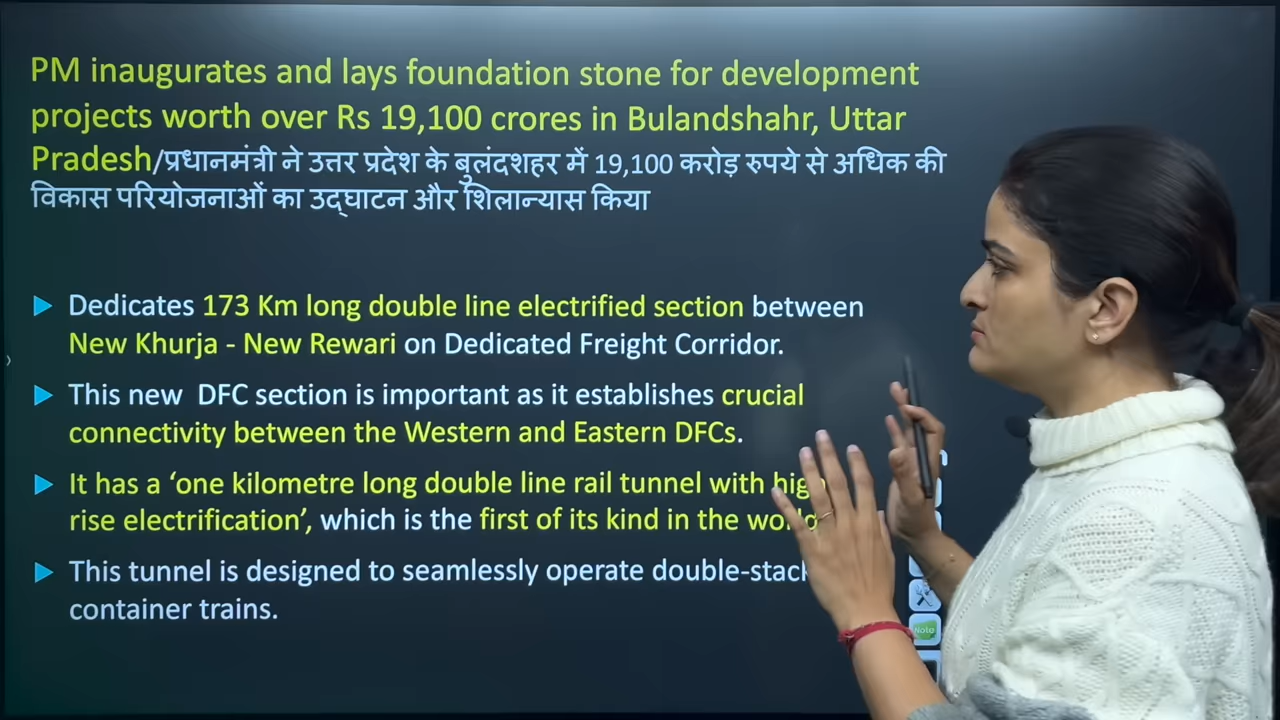 PM inaugurates and lays foundation stone for development
projects worth over Rs 19,100 crores in Bulandshahr, Uttar
Pradesh/प्रधानमंत्री ने उत्तर प्रदेश के बुलंदशहर में 19,100 करोड़ रुपये से अधिक की
विकास परियोजनाओं का उद्घाटन और शिलान्यास किया
Dedicates 173 Km long double line electrified section between
New Khurja - New Rewari on Dedicated Freight Corridor.
This new DFC section is important as it establishes crucial
connectivity between the Western and Eastern DFCs.
It has a ‘one kilometre long double line rail tunnel with
rise electrification’, which is the first of its kind in the world
This tunnel is designed to seamlessly operate double-stack
container trains.
Note